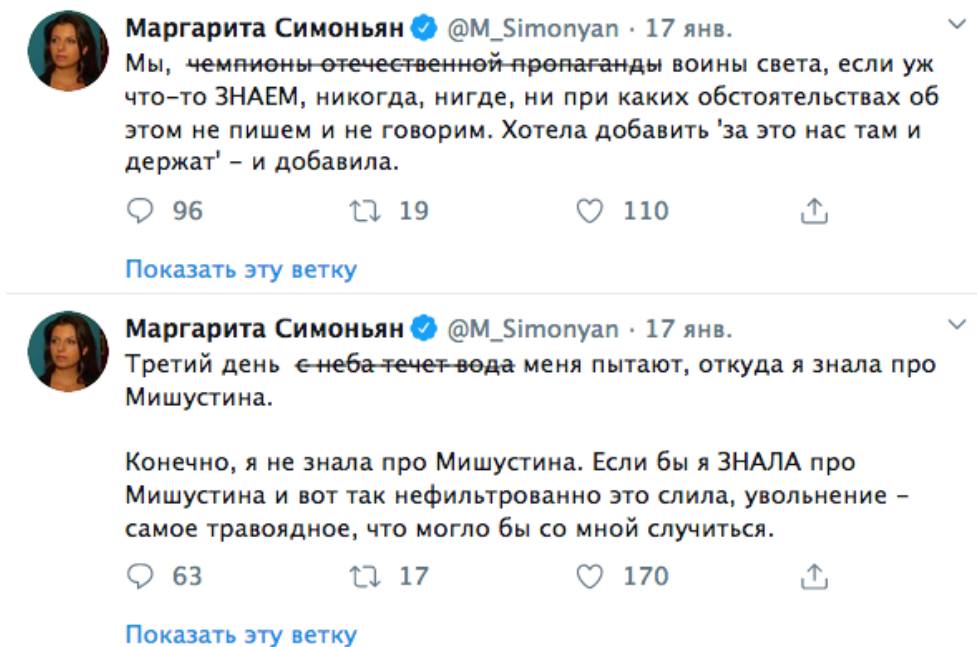 Маргарита Симоньян @M_Simonyan · 17 янв.
Мы, чемпионы отечественной пропаганды воины света, если уж
что-то ЗНАЕМ, никогда, нигде, ни при каких обстоятельствах об
этом не пишем и не говорим. Хотела добавить 'за это нас там и
держат' – и добавила.
96 19 110
Показать эту ветку
Маргарита Симоньян @M_Simonyan · 17 янв.
Третий день с неба течет вода меня пытают, откуда я знала про
Мишустина.
Конечно, я не знала про Мишустина. Если бы я ЗНАЛА про
Мишустина и вот так нефильтрованно это слила, увольнение –
самое травоядное, что могло бы со мной случиться.
63 17 170
Показать эту ветку